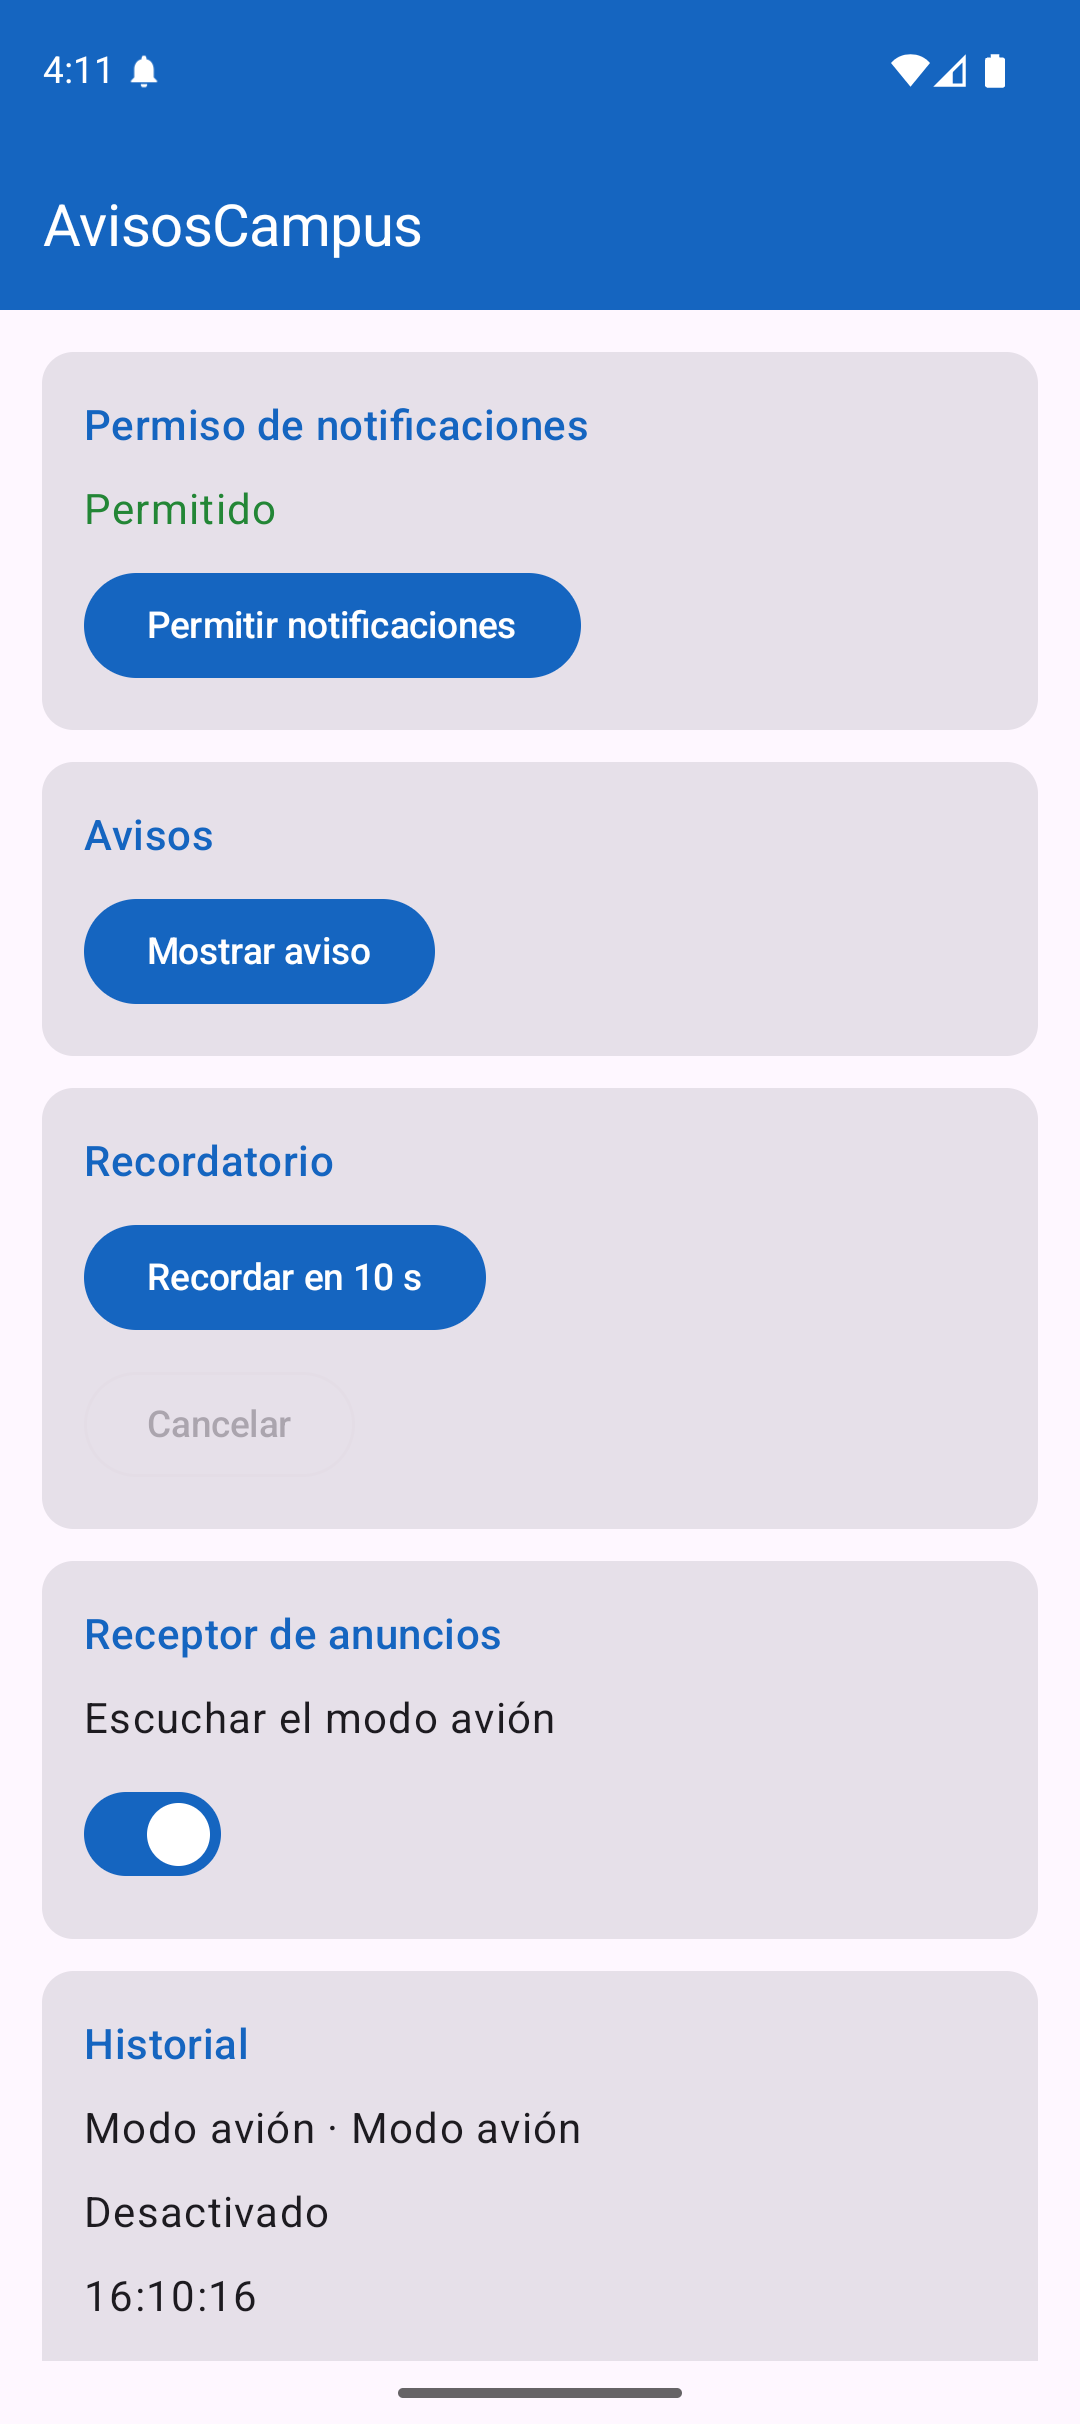 4:11
AvisosCampus
Permiso de notificaciones
Permitido
Permitir notificaciones
Avisos
Mostrar aviso
Recordatorio
Recordar en 10 s
Cancelar
Receptor de anuncios
Escuchar el modo avión
Historial
Modo avión · Modo avión
Desactivado
16:10:16